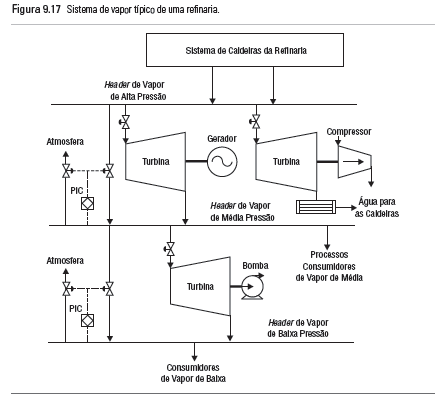 Figura 9.17 Sistema de vapor típico de uma refinaria.
Sistema de Caldeiras da Refinaria
Header de Vapor
de Alta Pressão
Atmosfera
Turbina
Gerador
Turbina
Compressor
PIC
Água para
as Caldeiras
Header de Vapor
de Média Pressão
Atmosfera
Processos
Consumidores
de Vapor de Média
Turbina
Bomba
PIC
Header de Vapor
de Baixa Pressão
Consumidores
de Vapor de Baixa